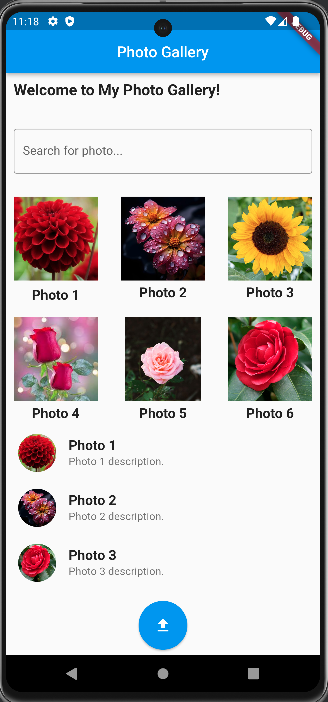 11:18
DEBUG
Photo Gallery
Welcome to My Photo Gallery!
Search for photo...
Photo 1
Photo 2
Photo 3
Photo 4
Photo 5
Photo 6
Photo 1
Photo 1 description.
Photo 2
Photo 2 description.
Photo 3
Photo 3 description.